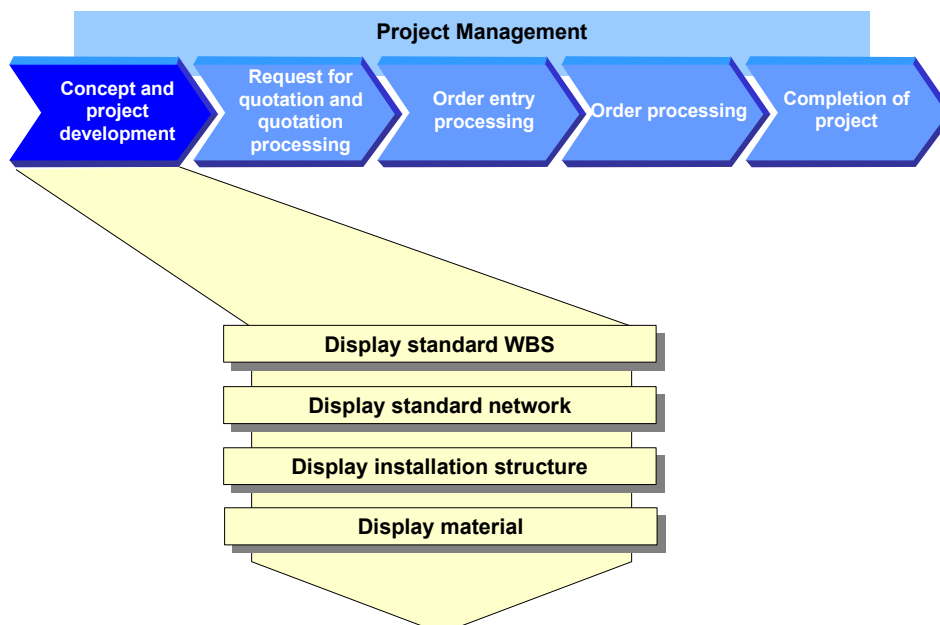 Project Management
Concept and
project
development
Request for
quotation and
quotation
processing
Order entry
processing
Order processing
Completion of
project
Display standard WBS
Display standard network
Display installation structure
Display material